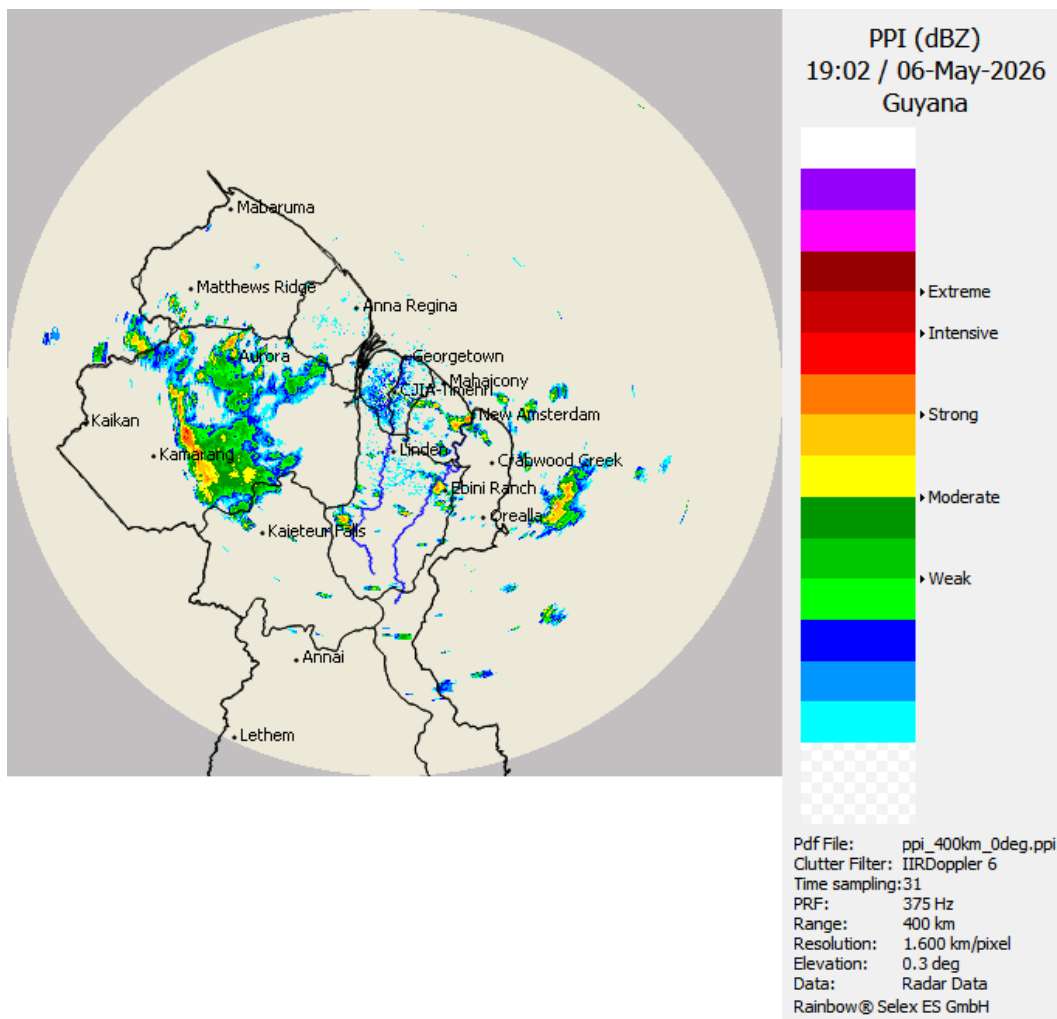 PPI (dBZ)
19:02 / 06-May-2026
Guyana
Mabaruma
Matthews Ridge
Anna Regina
Aurora
Georgetown
CJIA-Timehri
Mahaicony
Kaikan
New Amsterdam
Kamarang
Linden
Crabwood Creek
Ebini Ranch
Orealla
Kaieteur Falls
Annai
Lethem
Extreme
Intensive
Strong
Moderate
Weak
Pdf File: ppi_400km_0deg.ppi
Clutter Filter: IIRDoppler 6
Time sampling:31
PRF: 375 Hz
Range: 400 km
Resolution: 1.600 km/pixel
Elevation: 0.3 deg
Data: Radar Data
Rainbow® Selex ES GmbH